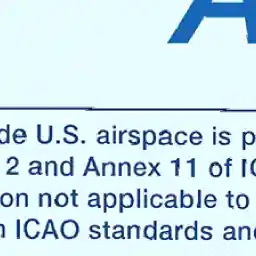 A
de U.S. airspace is p
2 and Annex 11 of IC
on not applicable to
n ICAO standards and